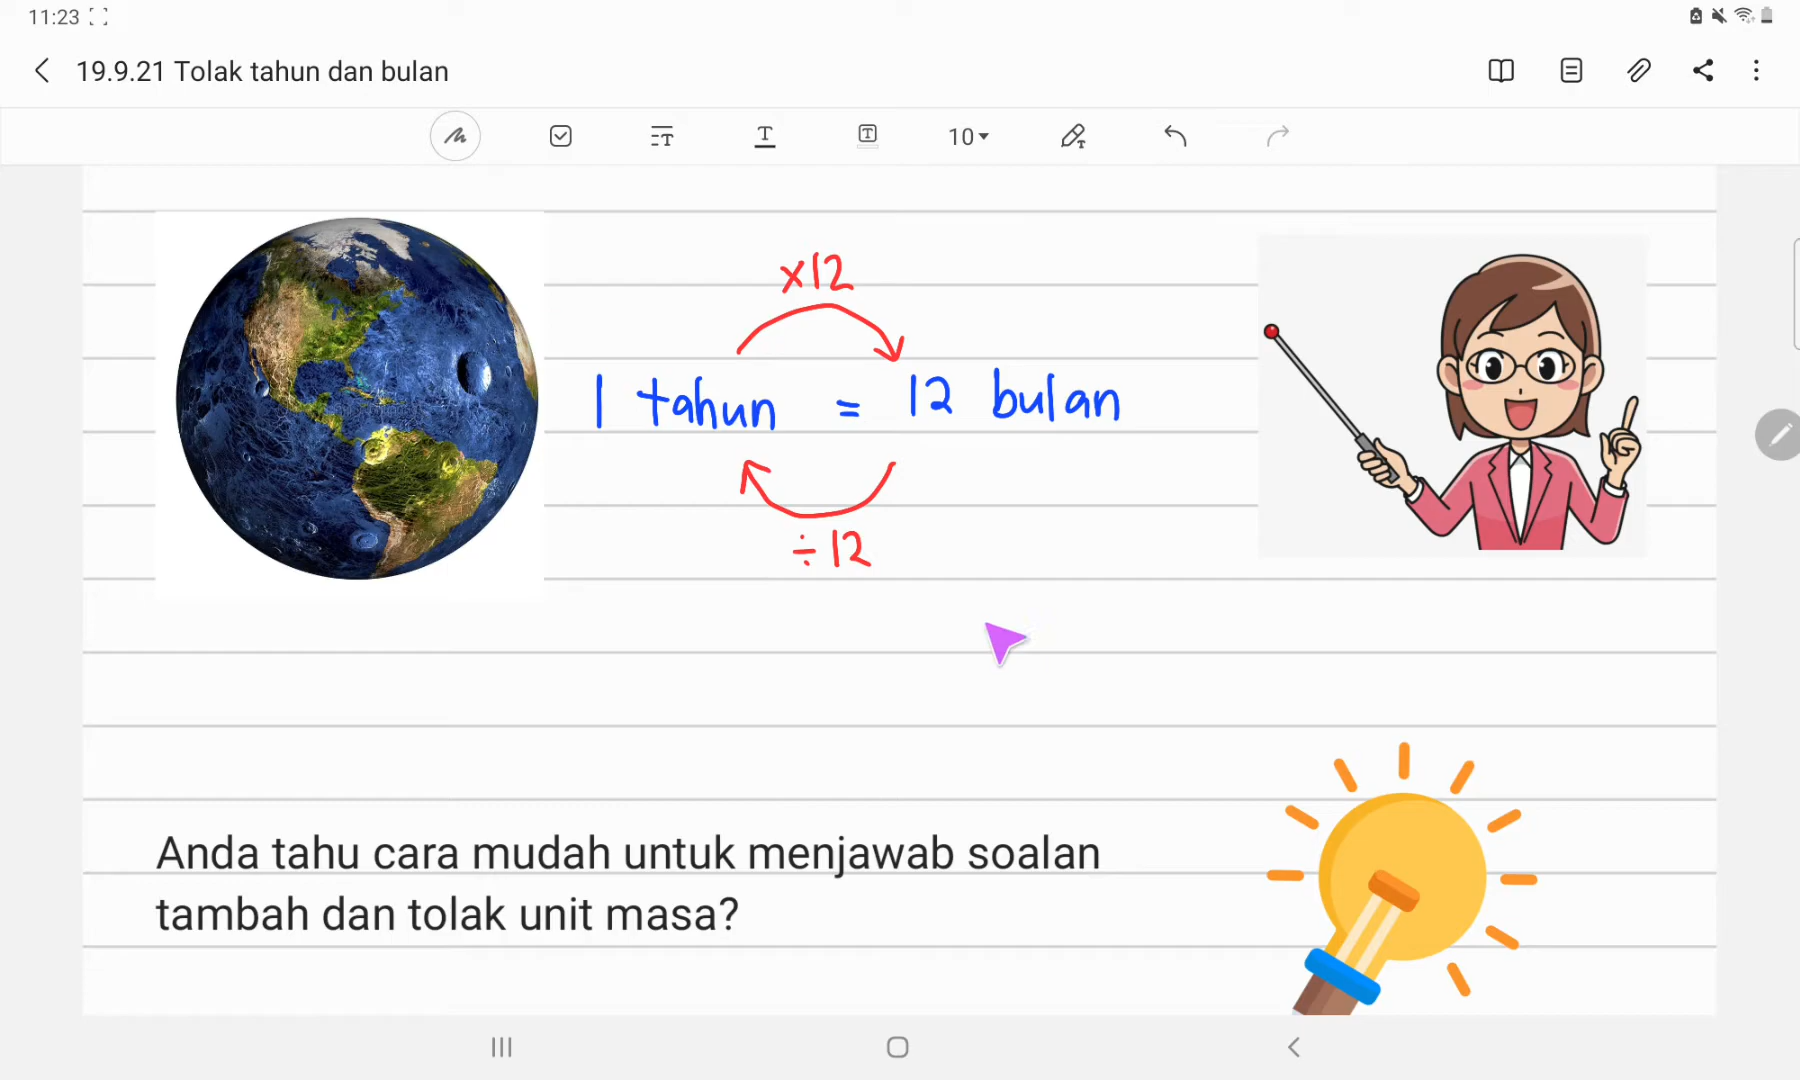 11:23
19.9.21 Tolak tahun dan bulan
10
×12
1 tahun = 12 bulan
÷12
Anda tahu cara mudah untuk menjawab soalan
tambah dan tolak unit masa?